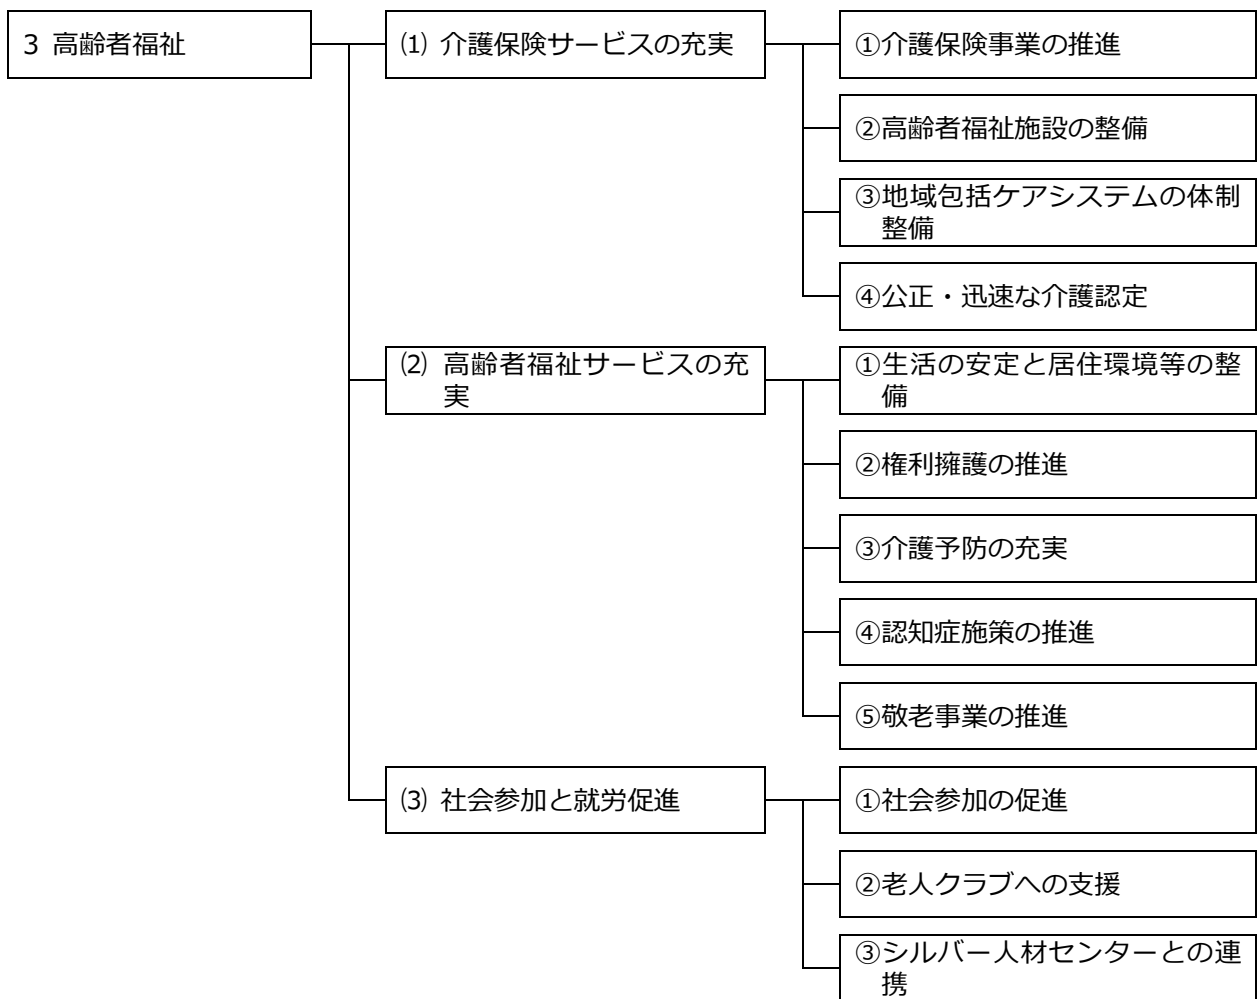 3 高齢者福祉
⑴ 介護保険サービスの充実
①介護保険事業の推進
②高齢者福祉施設の整備
③地域包括ケアシステムの体制
整備
④公正・迅速な介護認定
⑵ 高齢者福祉サービスの充
実
①生活の安定と居住環境等の整
備
②権利擁護の推進
③介護予防の充実
④認知症施策の推進
⑤敬老事業の推進
⑶ 社会参加と就労促進
①社会参加の促進
②老人クラブへの支援
③シルバー人材センターとの連
携